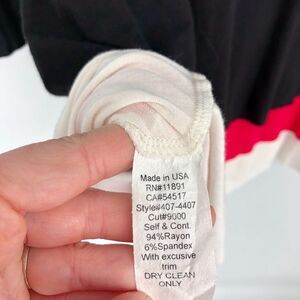 Made in USA
RN#11891
CA#54517
Style#407-4407
Cut#9000
Self & Cont.
94%Rayon
6%Spandex
With excusive
trim
DRY CLEAN
ONLY